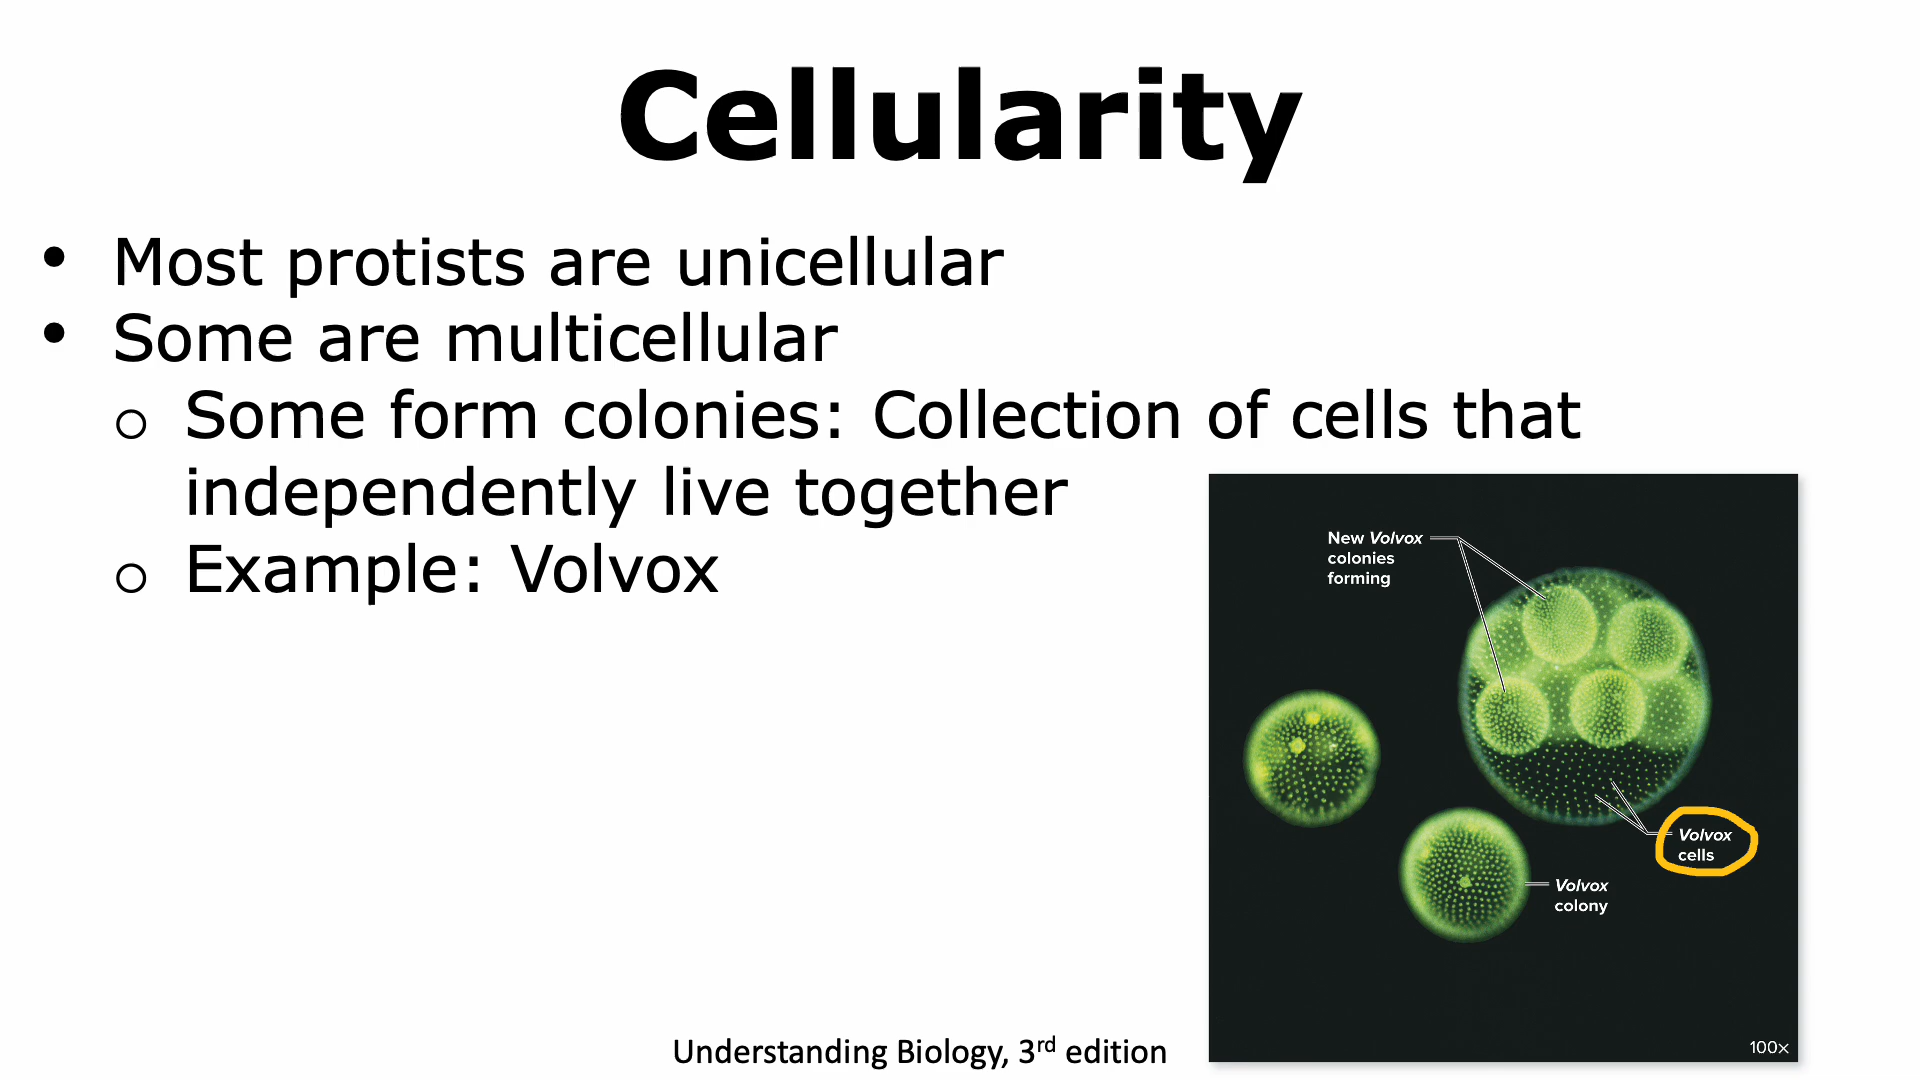 Cellularity
• Most protists are unicellular
• Some are multicellular
o Some form colonies: Collection of cells that
independently live together
o Example: Volvox
New Volvox
colonies
forming
Volvox
cells
Volvox
colony
100x
Understanding Biology, 3rd edition